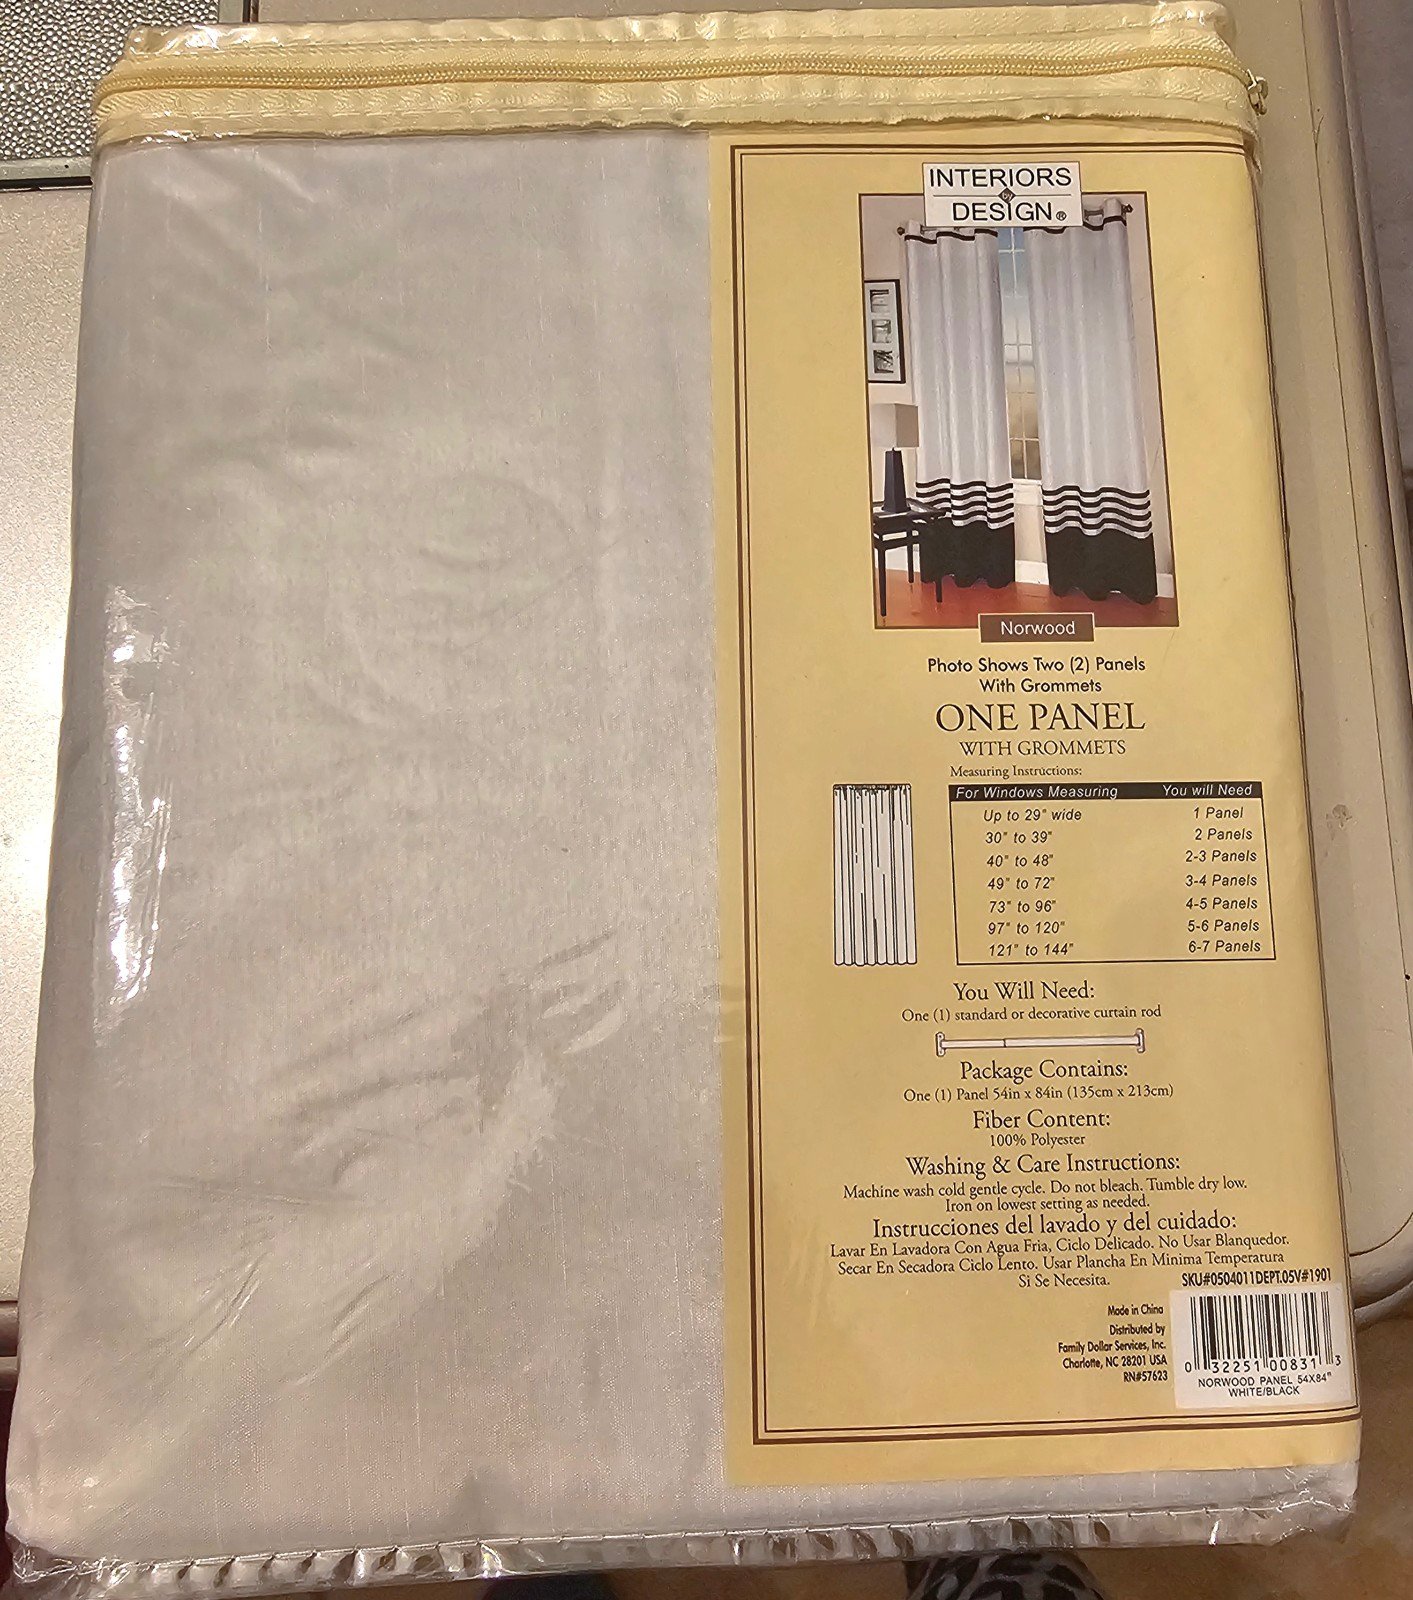 INTERIORS
by
DESIGN®
Norwood
Photo Shows Two (2) Panels
With Grommets
ONE PANEL
WITH GROMMETS
Measuring Instructions:
For Windows Measuring You will Need
Up to 29" wide 1 Panel
30" to 39" 2 Panels
40" to 48" 2-3 Panels
49" to 72" 3-4 Panels
73" to 96" 4-5 Panels
97" to 120" 5-6 Panels
121" to 144" 6-7 Panels
You Will Need:
One (1) standard or decorative curtain rod
Package Contains:
One (1) Panel 54in x 84in (135cm x 213cm)
Fiber Content:
100% Polyester
Washing & Care Instructions:
Machine wash cold gentle cycle. Do not bleach. Tumble dry low.
Iron on lowest setting as needed.
Instrucciones del lavado y del cuidado:
Lavar En Lavadora Con Agua Fria, Ciclo Delicado. No Usar Blanquedor.
Secar En Secadora Ciclo Lento. Usar Plancha En Minima Temperatura
Si Se Necesita.
SKU#0504011DEPT.05V#1901
Made in China
Distributed by
Family Dollar Services, Inc.
Charlotte, NC 28201 USA
RN#57623
0 32251 00831 3
NORWOOD PANEL 54X84"
WHITE/BLACK